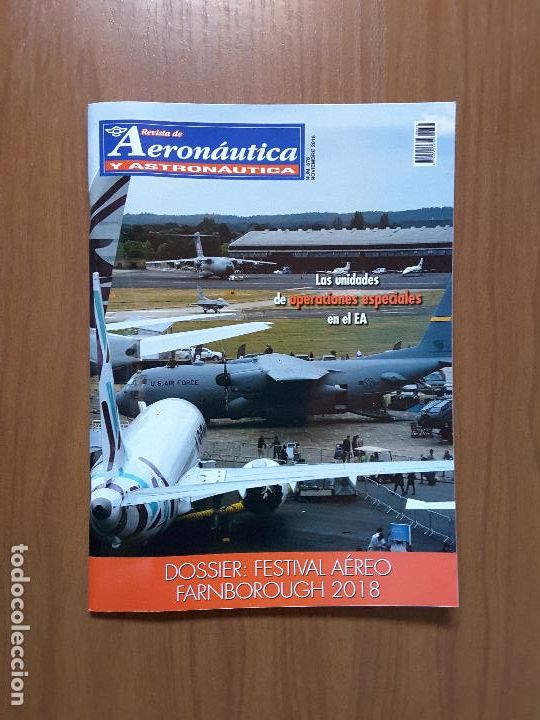 Revista de
Aeronáutica
Y ASTRONÁUTICA
NOVIEMBRE 2018
Las unidades
de operaciones especiales
en el EA
U.S. AIR FORCE
DOSSIER: FESTIVAL AÉREO
FARNBOROUGH 2018
todocoleccion.net